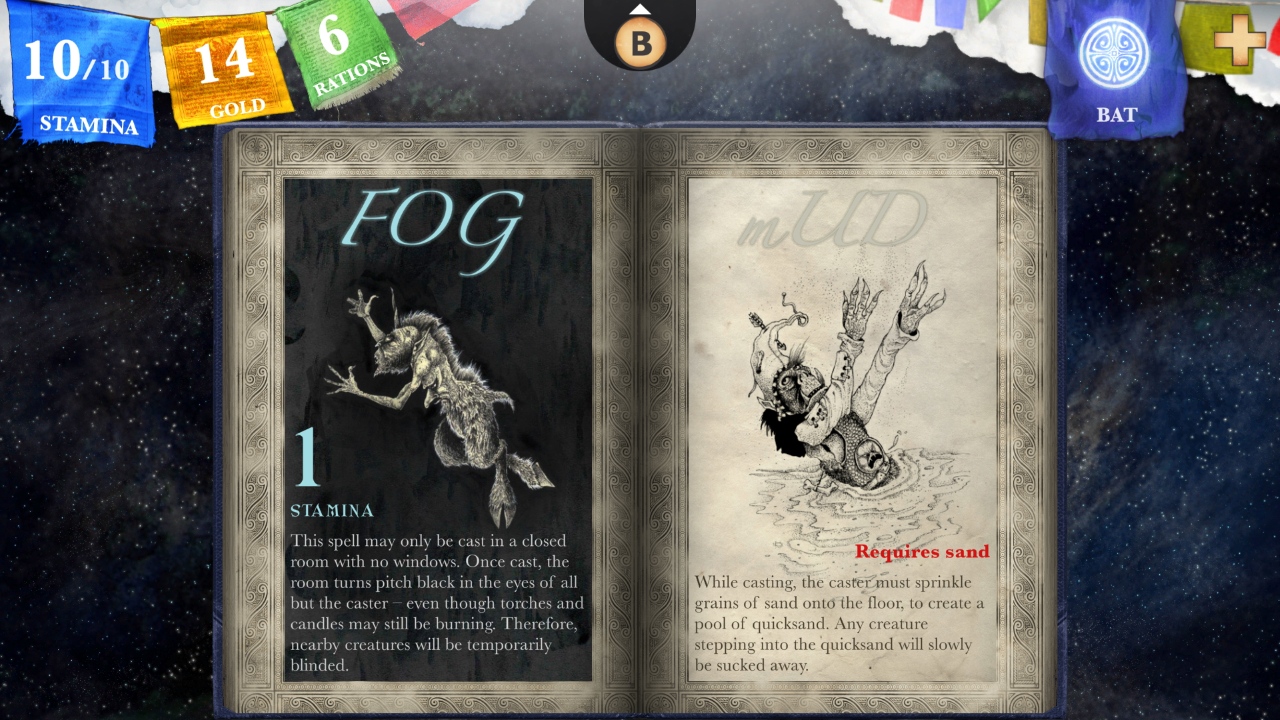 10/10
STAMINA
14
GOLD
6
RATIONS
B
BAT
FOG
1
STAMINA
This spell may only be cast in a closed
room with no windows. Once cast, the
room turns pitch black in the eyes of all
but the caster – even though torches and
candles may still be burning. Therefore,
nearby creatures will be temporarily
blinded.
mUD
Requires sand
While casting, the caster must sprinkle
grains of sand onto the floor, to create a
pool of quicksand. Any creature
stepping into the quicksand will slowly
be sucked away.